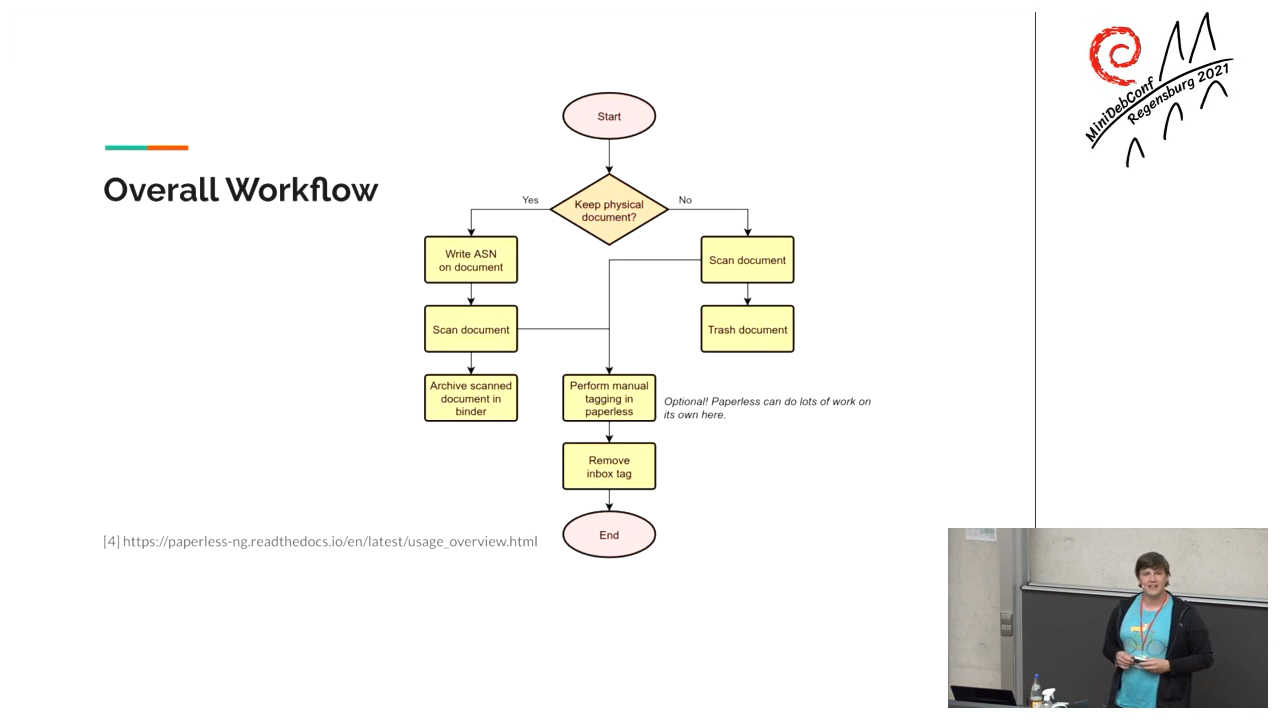 Overall Workflow
Start
Keep physical
document?
Yes
No
Write ASN
on document
Scan document
Scan document
Trash document
Archive scanned
document in
binder
Perform manual
tagging in
paperless
Optional! Paperless can do lots of work on
its own here.
Remove
inbox tag
End
[4] https://paperless-ng.readthedocs.io/en/latest/usage_overview.html
MiniDebConf
Regensburg 2021